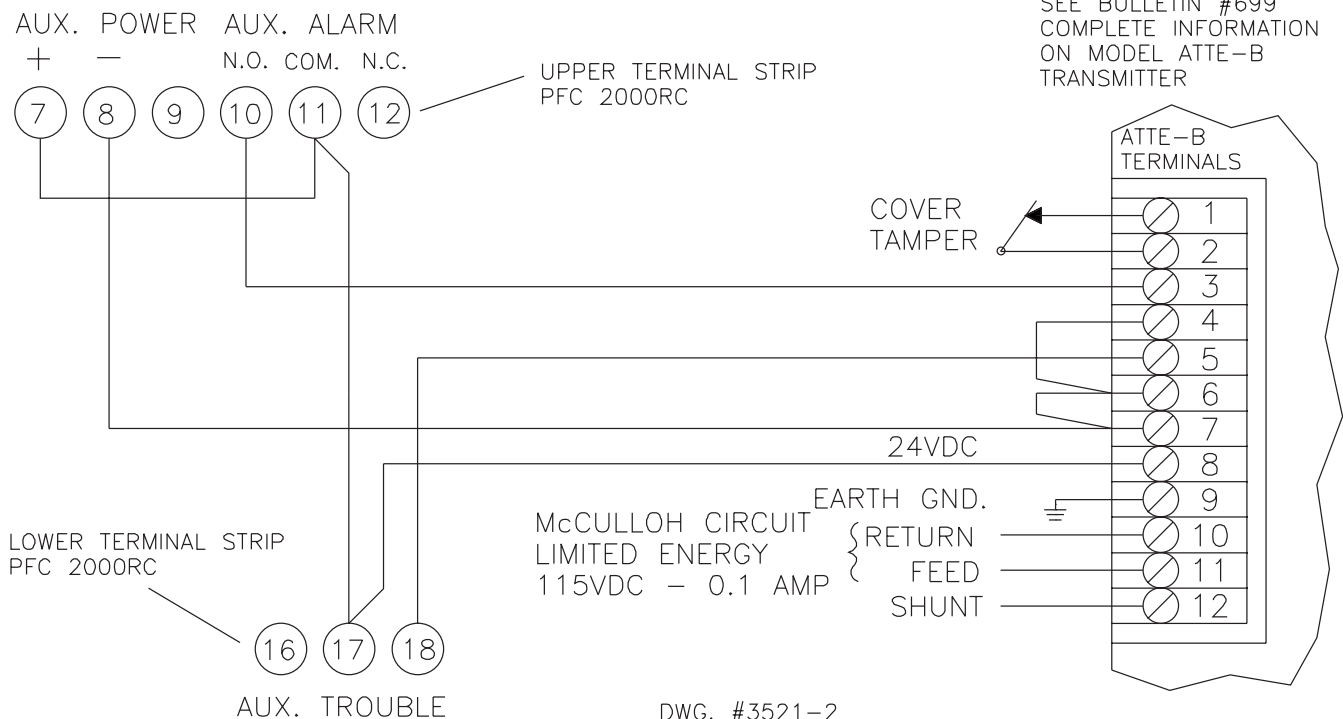 SEE BULLETIN #699
COMPLETE INFORMATION
ON MODEL ATTE-B
TRANSMITTER
AUX. POWER AUX. ALARM
+ — N.O. COM. N.C.
7 8 9 10 11 12
UPPER TERMINAL STRIP
PFC 2000RC
ATTE-B
TERMINALS
COVER
TAMPER
1
2
3
4
5
6
7
24VDC
8
EARTH GND.
9
McCULLOH CIRCUIT
LIMITED ENERGY
115VDC - 0.1 AMP
RETURN
10
FEED
11
SHUNT
12
LOWER TERMINAL STRIP
PFC 2000RC
16 17 18
AUX. TROUBLE
DWG. #3521-2